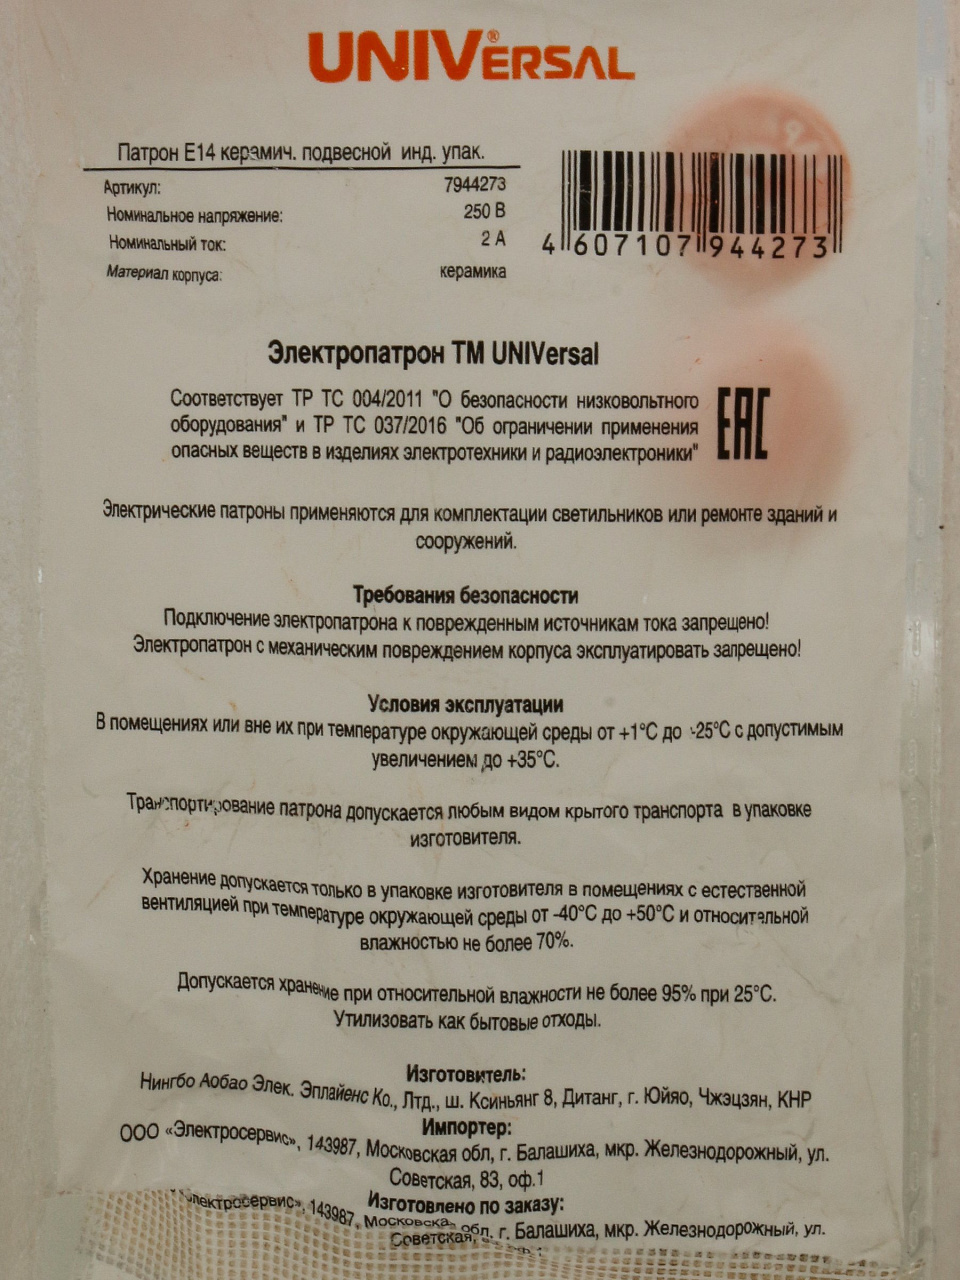 UNIVERSAL®
Патрон Е14 керамич. подвесной инд. упак.
Артикул: 7944273
Номинальное напряжение: 250 В
Номинальный ток: 2 А
Материал корпуса: керамика
4 607107 944273
Электропатрон ТМ UNIVersal
Соответствует ТР ТС 004/2011 "О безопасности низковольтного
оборудования" и ТР ТС 037/2016 "Об ограничении применения
опасных веществ в изделиях электротехники и радиоэлектроники"
ЕАС
Электрические патроны применяются для комплектации светильников или ремонте зданий и
сооружений.
Требования безопасности
Подключение электропатрона к поврежденным источникам тока запрещено!
Электропатрон с механическим повреждением корпуса эксплуатировать запрещено!
Условия эксплуатации
В помещениях или вне их при температуре окружающей среды от +1°С до +25°С с допустимым
увеличением до +35°С.
Транспортирование патрона допускается любым видом крытого транспорта в упаковке
изготовителя.
Хранение допускается только в упаковке изготовителя в помещениях с естественной
вентиляцией при температуре окружающей среды от -40°С до +50°С и относительной
влажностью не более 70%.
Допускается хранение при относительной влажности не более 95% при 25°С.
Утилизовать как бытовые отходы.
Изготовитель:
Нингбо Аобао Элек. Эплайенс Ко., Лтд., ш. Ксиньянг 8, Дитанг, г. Юйяо, Чжэцзян, КНР
Импортер:
ООО «Электросервис», 143987, Московская обл, г. Балашиха, мкр. Железнодорожный, ул.
Советская, 83, оф.1
Изготовлено по заказу:
«Электросервис», 143987, Московская обл, г. Балашиха, мкр. Железнодорожный, ул.
Советская,